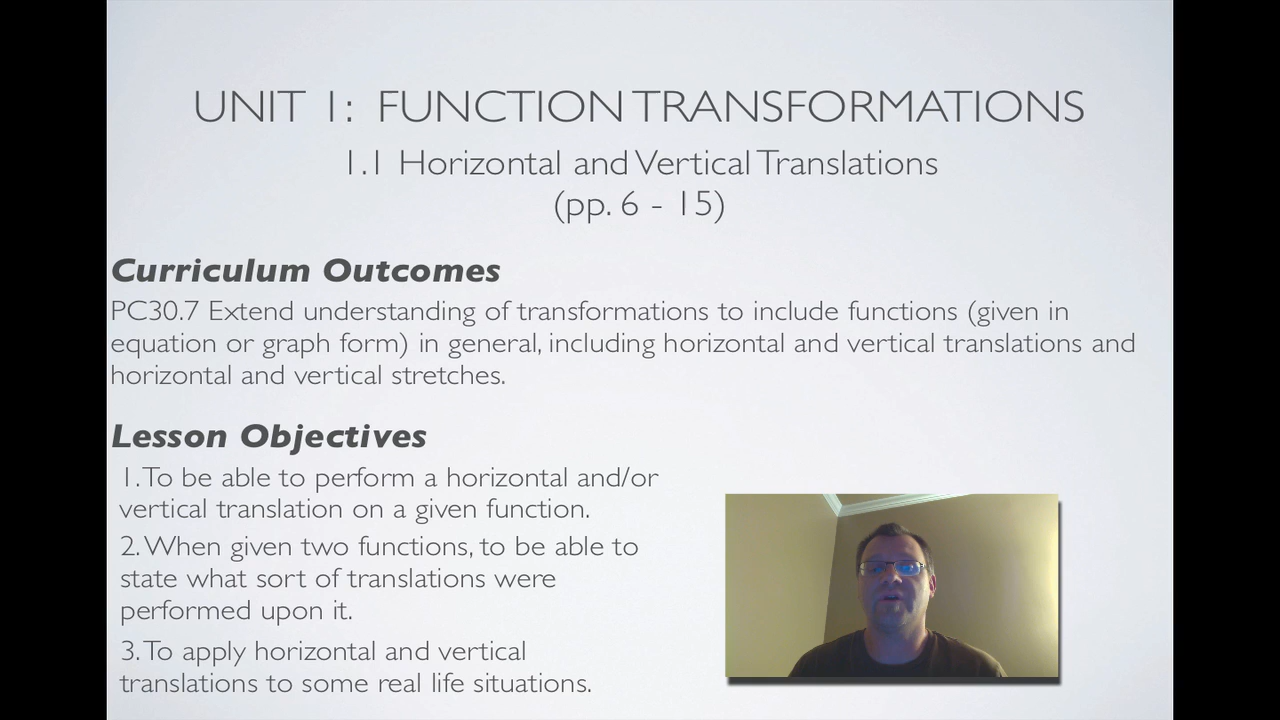 UNIT 1: FUNCTION TRANSFORMATIONS
1.1 Horizontal and Vertical Translations
(pp. 6 - 15)
Curriculum Outcomes
PC30.7 Extend understanding of transformations to include functions (given in
equation or graph form) in general, including horizontal and vertical translations and
horizontal and vertical stretches.
Lesson Objectives
1. To be able to perform a horizontal and/or
vertical translation on a given function.
2. When given two functions, to be able to
state what sort of translations were
performed upon it.
3. To apply horizontal and vertical
translations to some real life situations.